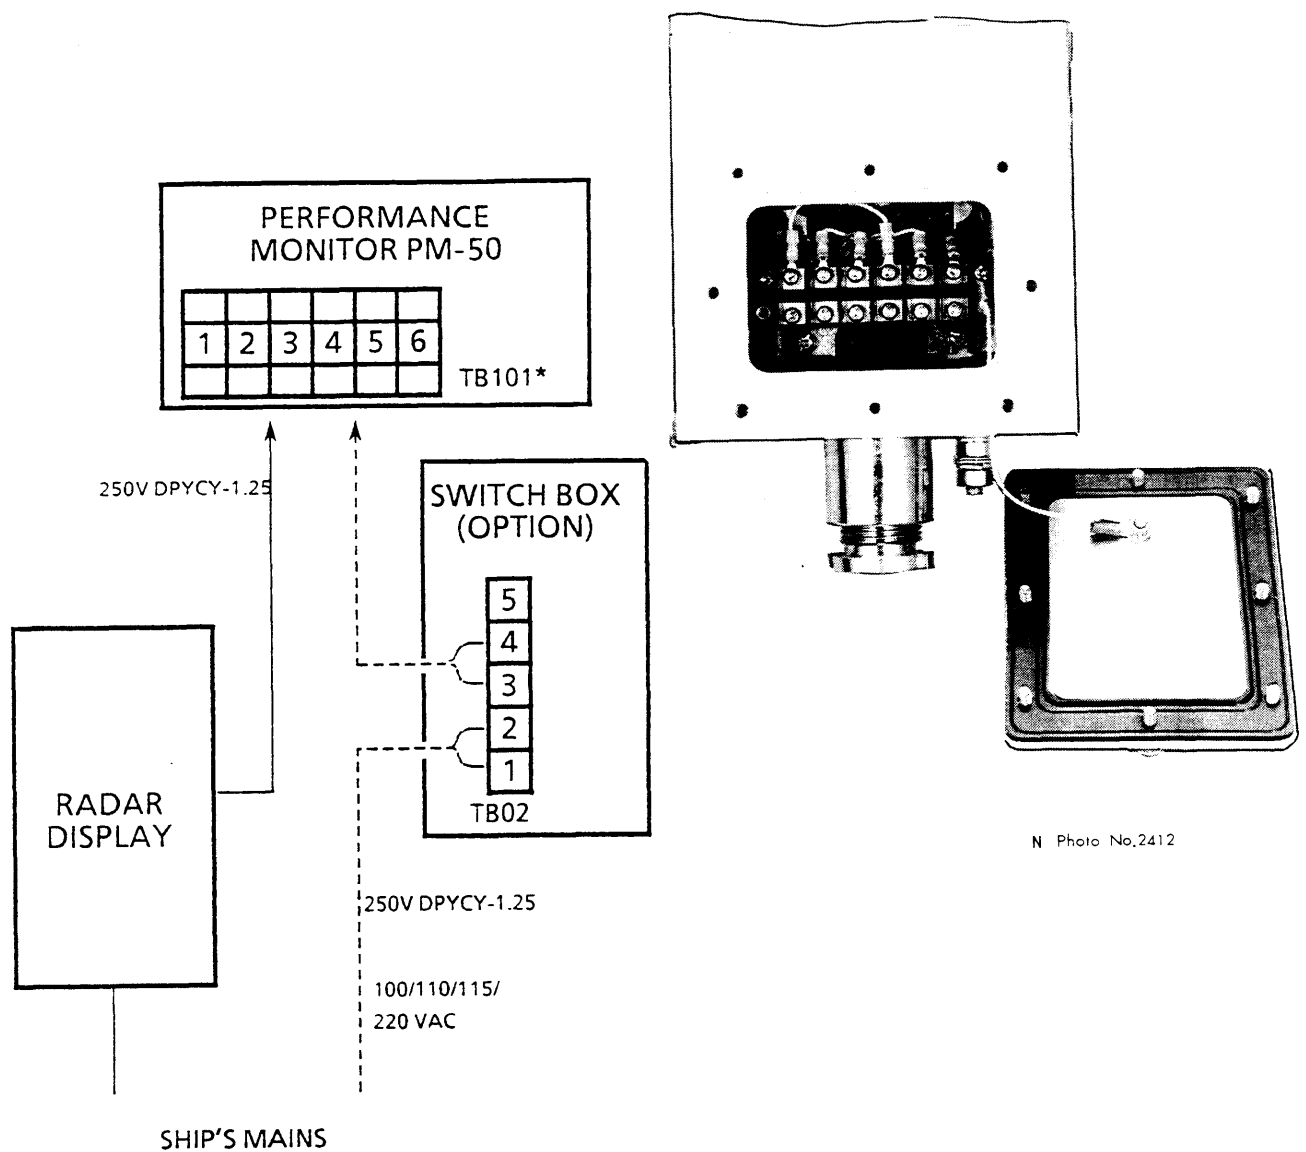 PERFORMANCE
MONITOR PM-50
1 2 3 4 5 6
TB101*
250V DPYCY-1.25
SWITCH BOX
(OPTION)
5
4
3
2
1
TB02
RADAR
DISPLAY
250V DPYCY-1.25
100/110/115/
220 VAC
SHIP'S MAINS
N Photo No.2412